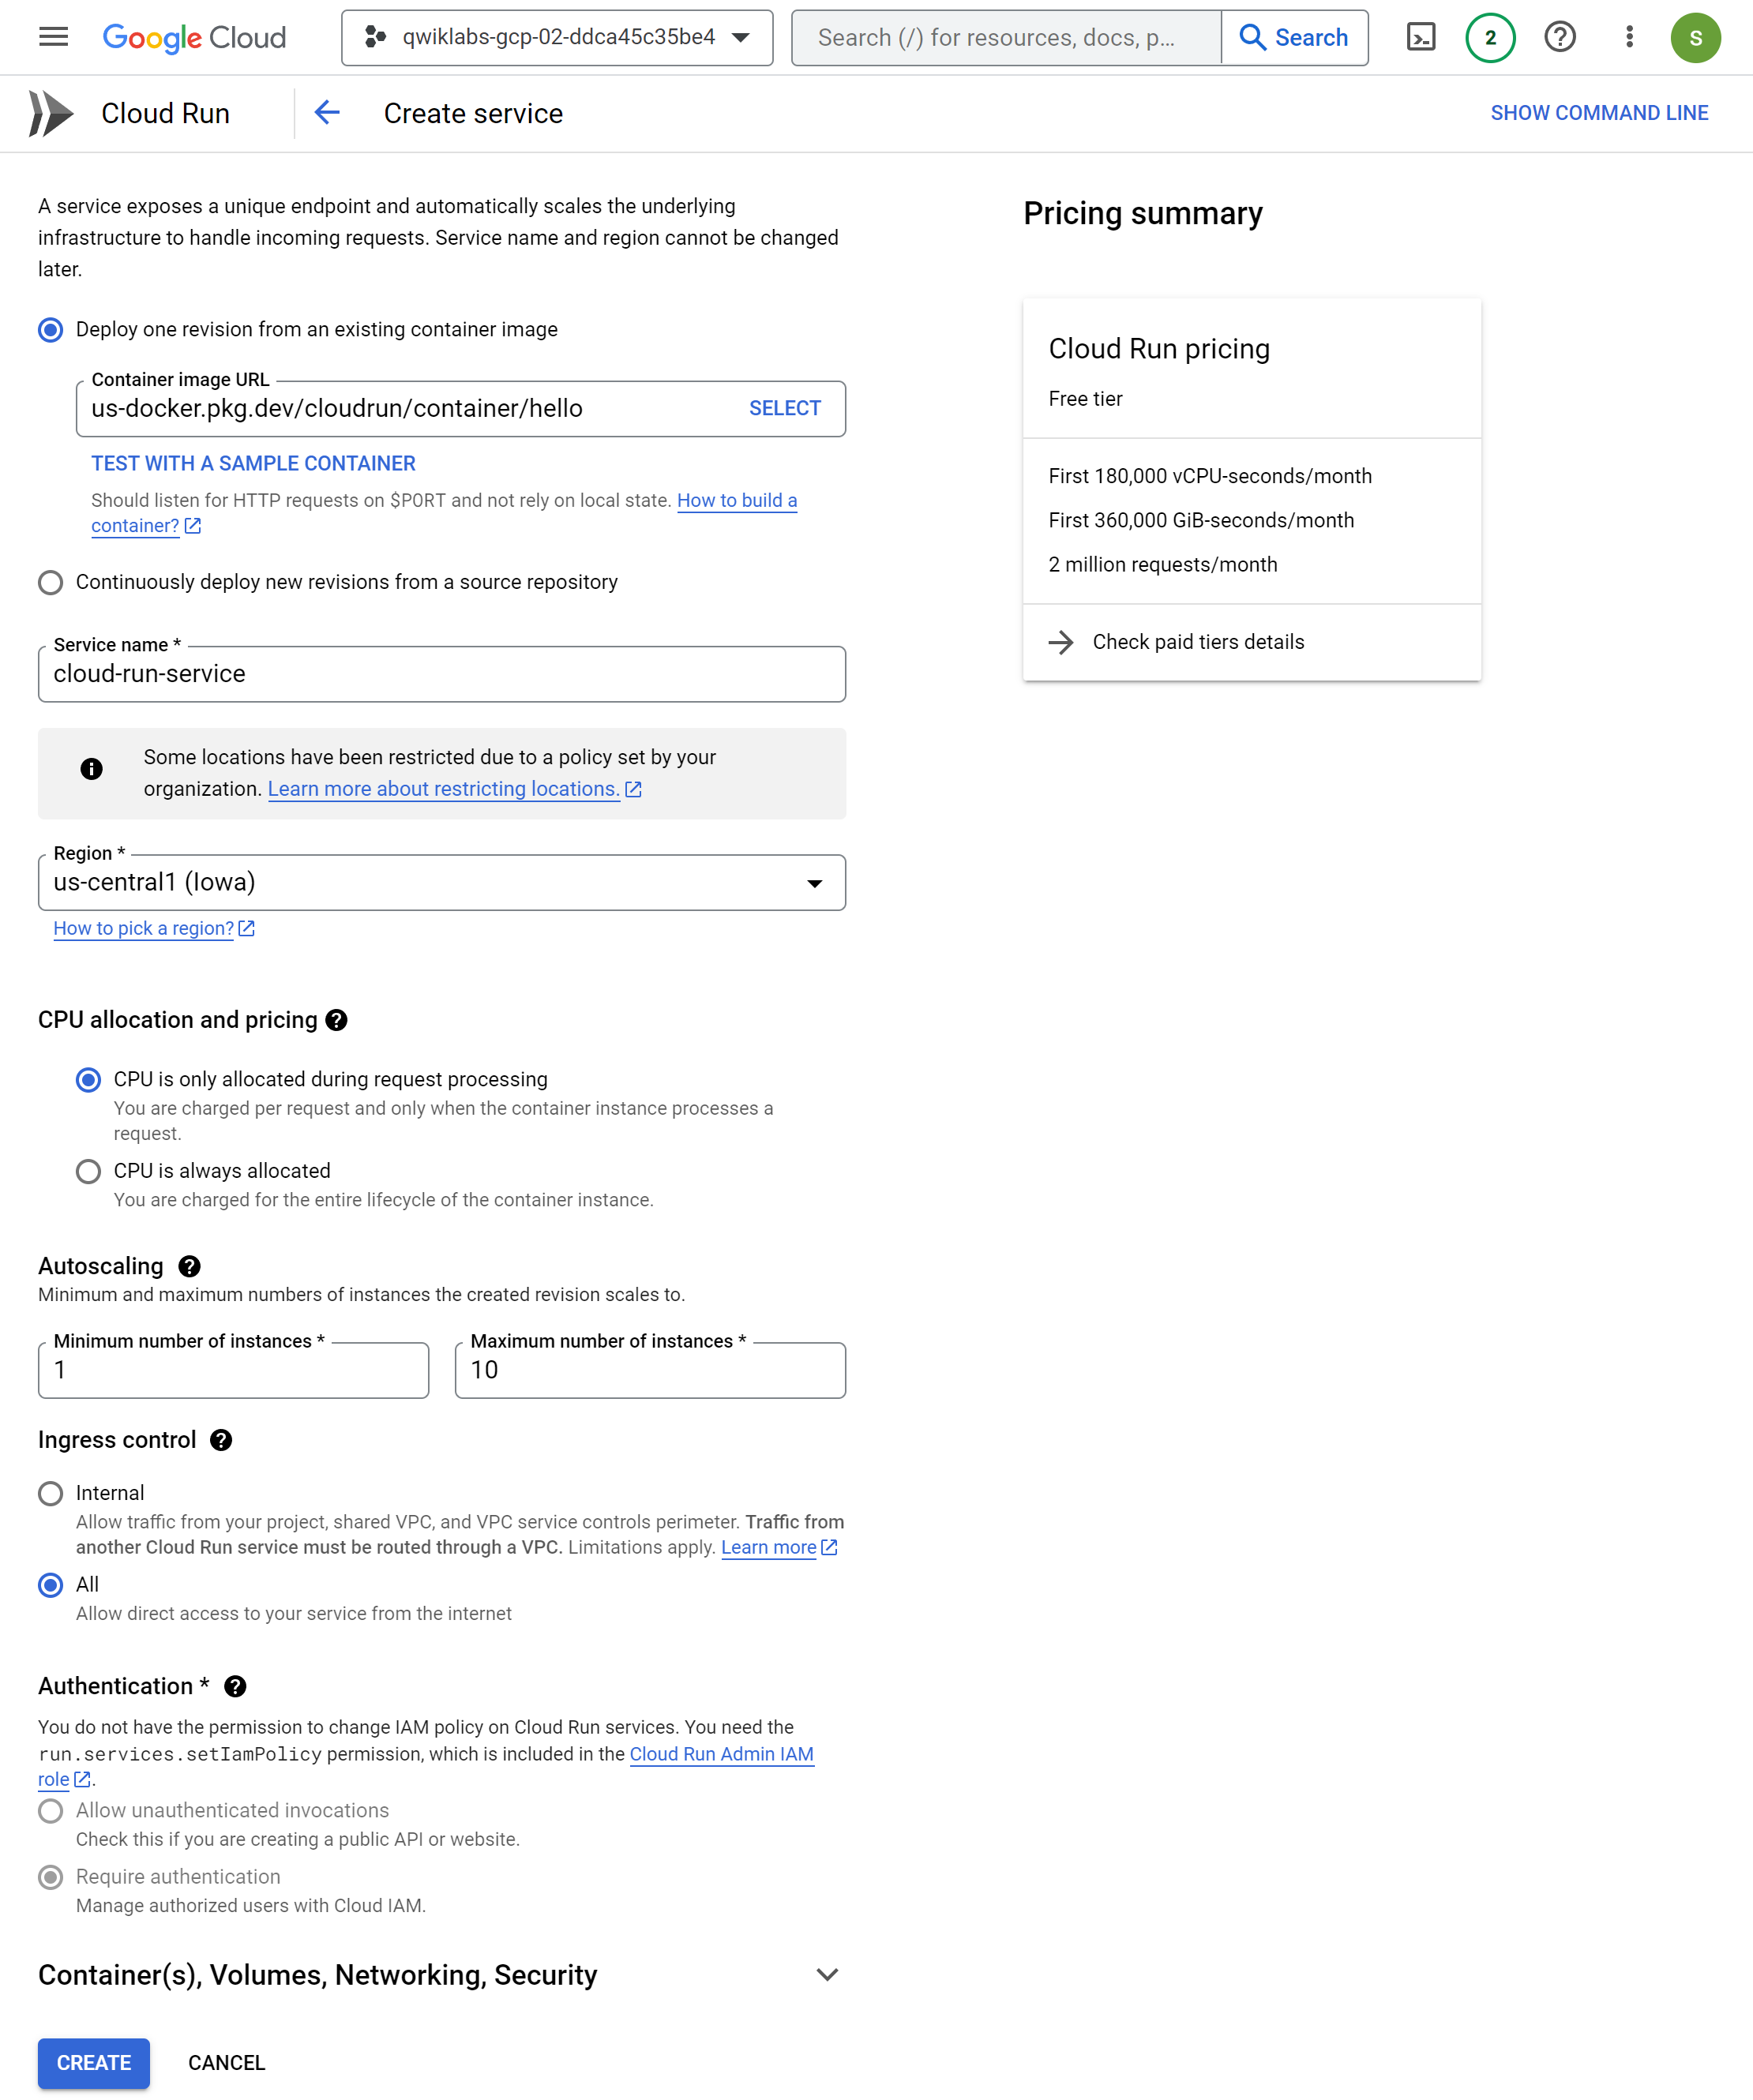 Google Cloud
qwiklabs-gcp-02-ddca45c35be4
Search (/) for resources, docs, p...
Search
2
S
Cloud Run
Create service
SHOW COMMAND LINE
A service exposes a unique endpoint and automatically scales the underlying
infrastructure to handle incoming requests. Service name and region cannot be changed
later.
Deploy one revision from an existing container image
Container image URL
us-docker.pkg.dev/cloudrun/container/hello
SELECT
TEST WITH A SAMPLE CONTAINER
Should listen for HTTP requests on $PORT and not rely on local state. How to build a
container?
Continuously deploy new revisions from a source repository
Service name *
cloud-run-service
Some locations have been restricted due to a policy set by your
organization. Learn more about restricting locations.
Region *
us-central1 (Iowa)
How to pick a region?
CPU allocation and pricing
CPU is only allocated during request processing
You are charged per request and only when the container instance processes a
request.
CPU is always allocated
You are charged for the entire lifecycle of the container instance.
Autoscaling
Minimum and maximum numbers of instances the created revision scales to.
Minimum number of instances *
1
Maximum number of instances *
10
Ingress control
Internal
Allow traffic from your project, shared VPC, and VPC service controls perimeter. Traffic from
another Cloud Run service must be routed through a VPC. Limitations apply. Learn more
All
Allow direct access to your service from the internet
Authentication *
You do not have the permission to change IAM policy on Cloud Run services. You need the
run.services.setIamPolicy permission, which is included in the Cloud Run Admin IAM
role.
Allow unauthenticated invocations
Check this if you are creating a public API or website.
Require authentication
Manage authorized users with Cloud IAM.
Container(s), Volumes, Networking, Security
CREATE
CANCEL
Pricing summary
Cloud Run pricing
Free tier
First 180,000 vCPU-seconds/month
First 360,000 GiB-seconds/month
2 million requests/month
Check paid tiers details